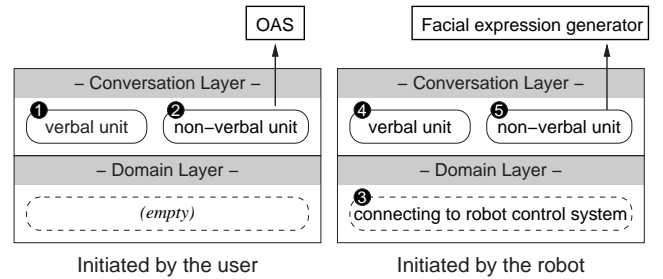 OAS
Facial expression generator
– Conversation Layer –
– Conversation Layer –
1 verbal unit
2 non–verbal unit
4 verbal unit
5 non–verbal unit
– Domain Layer –
– Domain Layer –
(empty)
3 connecting to robot control system
Initiated by the user
Initiated by the robot